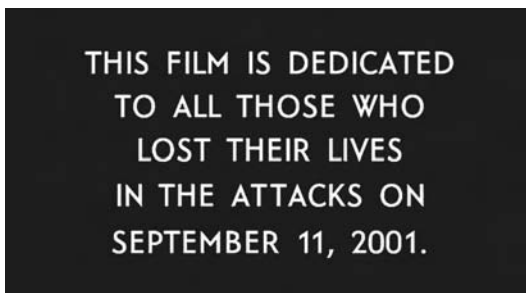 THIS FILM IS DEDICATED
TO ALL THOSE WHO
LOST THEIR LIVES
IN THE ATTACKS ON
SEPTEMBER 11, 2001.